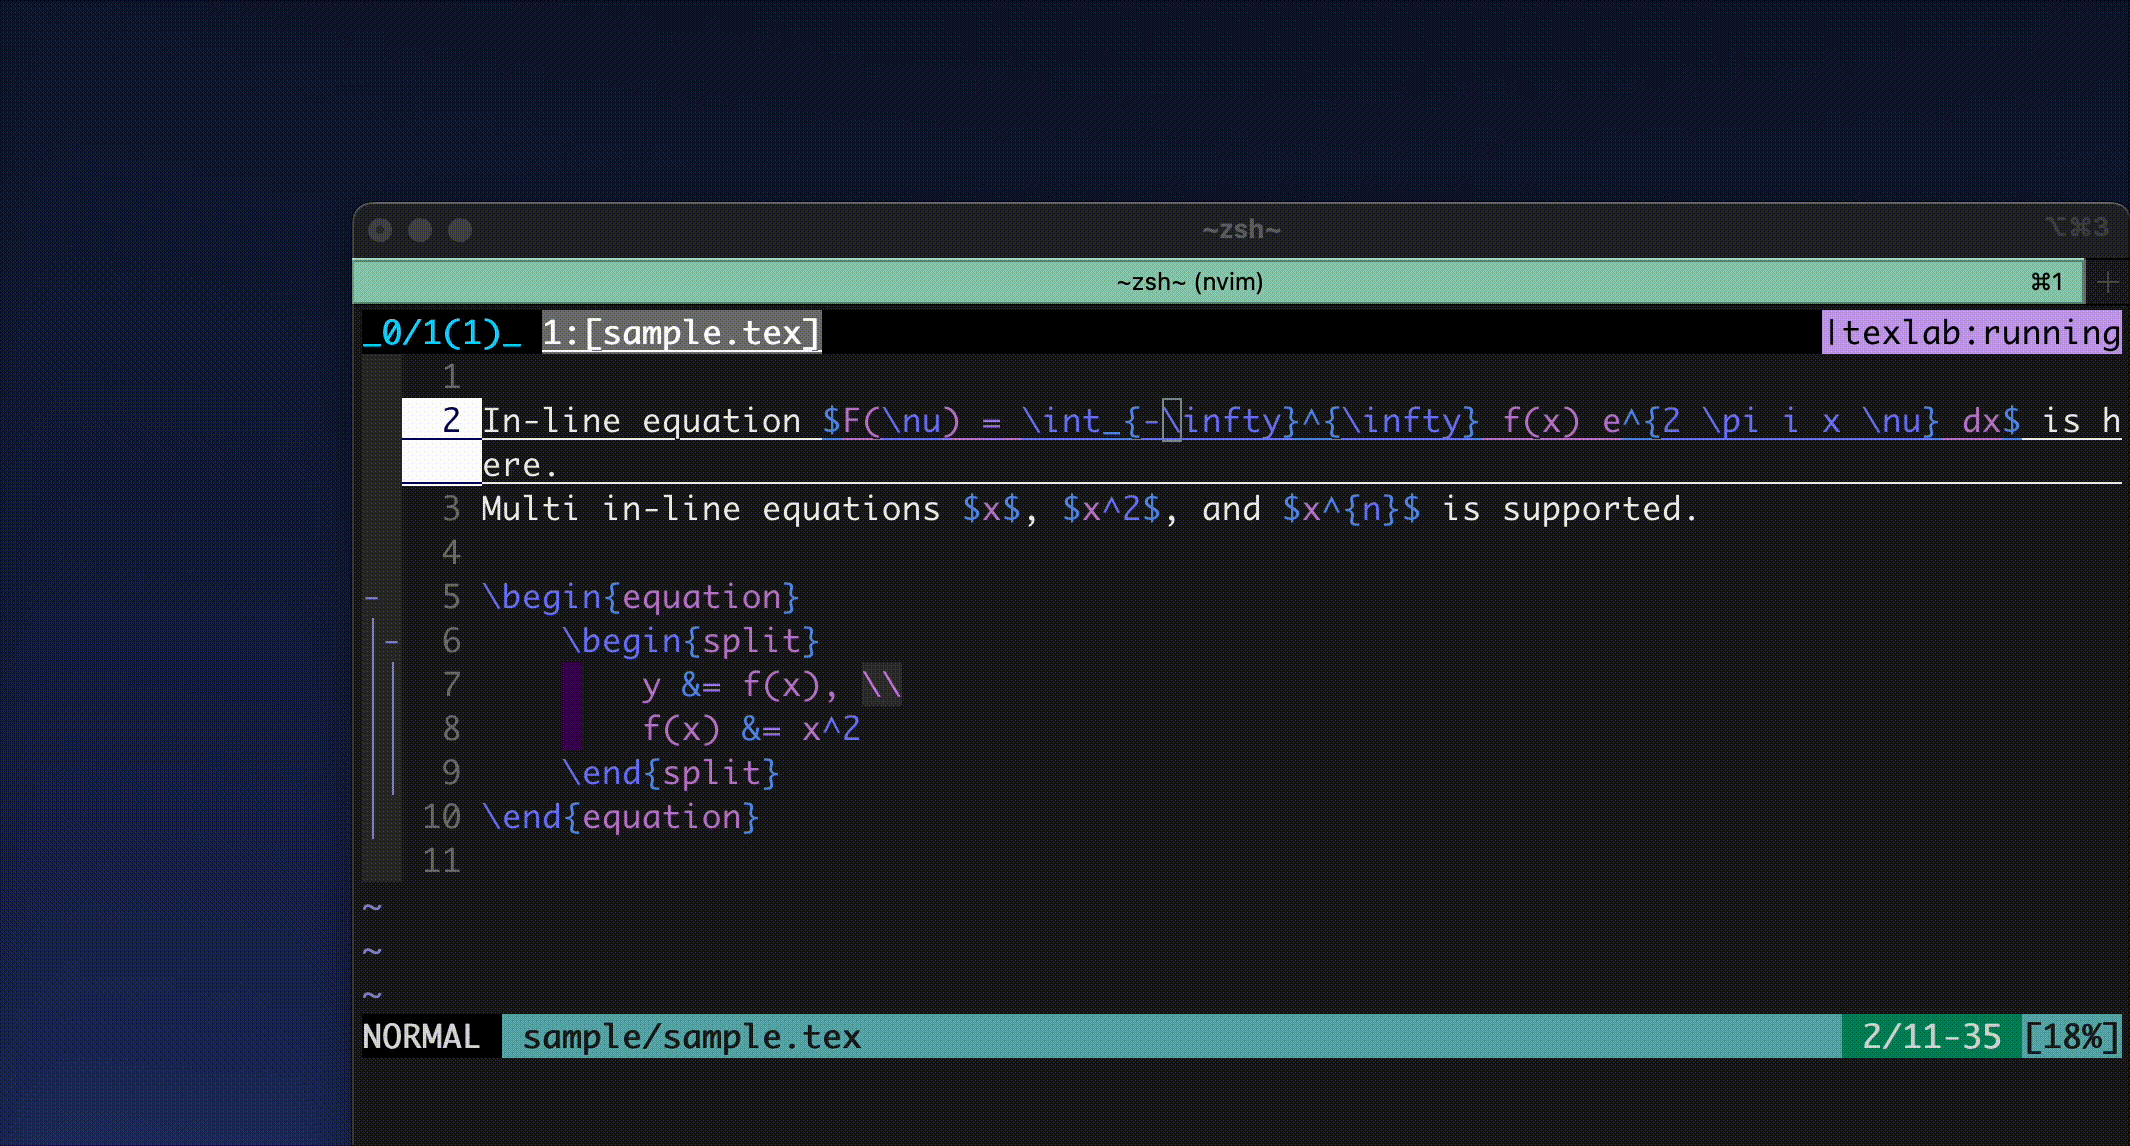 ~zsh~ ⌥⌘3
~zsh~ (nvim) ⌘1 +
_0/1(1)_ 1:[sample.tex] |texlab:running
1
2 In-line equation $F(\nu) = \int_{-\infty}^{\infty} f(x) e^{2 \pi i x \nu} dx$ is h
ere.
3 Multi in-line equations $x$, $x^2$, and $x^{n}$ is supported.
4
- 5 \begin{equation}
- 6     \begin{split}
7         y &= f(x), \\
8         f(x) &= x^2
9     \end{split}
10 \end{equation}
11
~
~
~
NORMAL sample/sample.tex 2/11-35 [18%]